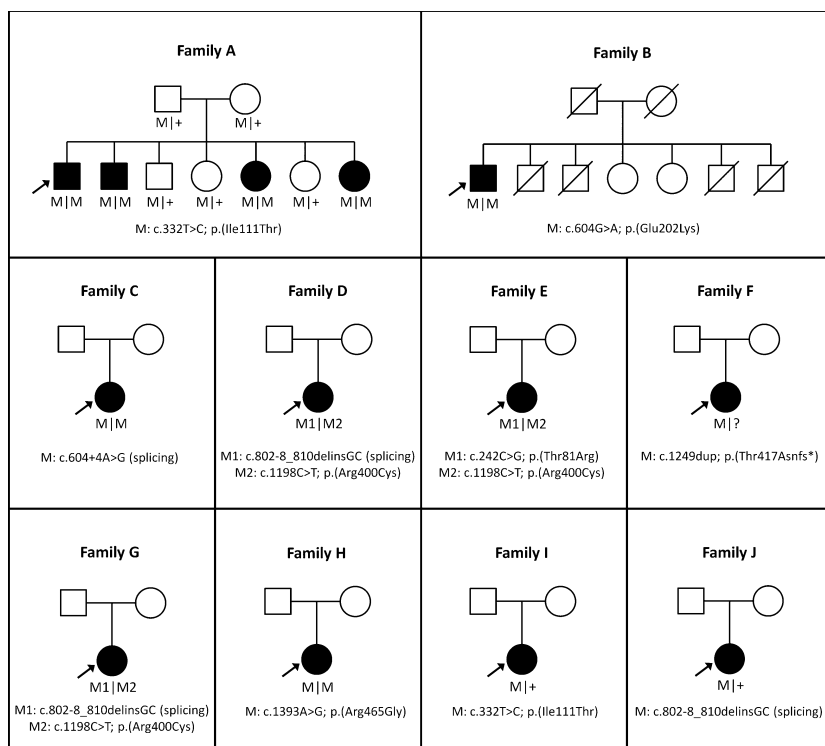 Family A
M|+ M|+
M|M M|M M|+ M|+ M|M M|+ M|M
M: c.332T>C; p.(Ile111Thr)
Family B
M|M
M: c.604G>A; p.(Glu202Lys)
Family C
M|M
M: c.604+4A>G (splicing)
Family D
M1|M2
M1: c.802-8_810delinsGC (splicing)
M2: c.1198C>T; p.(Arg400Cys)
Family E
M1|M2
M1: c.242C>G; p.(Thr81Arg)
M2: c.1198C>T; p.(Arg400Cys)
Family F
M|?
M: c.1249dup; p.(Thr417Asnfs*)
Family G
M1|M2
M1: c.802-8_810delinsGC (splicing)
M2: c.1198C>T; p.(Arg400Cys)
Family H
M|M
M: c.1393A>G; p.(Arg465Gly)
Family I
M|+
M: c.332T>C; p.(Ile111Thr)
Family J
M|+
M: c.802-8_810delinsGC (splicing)